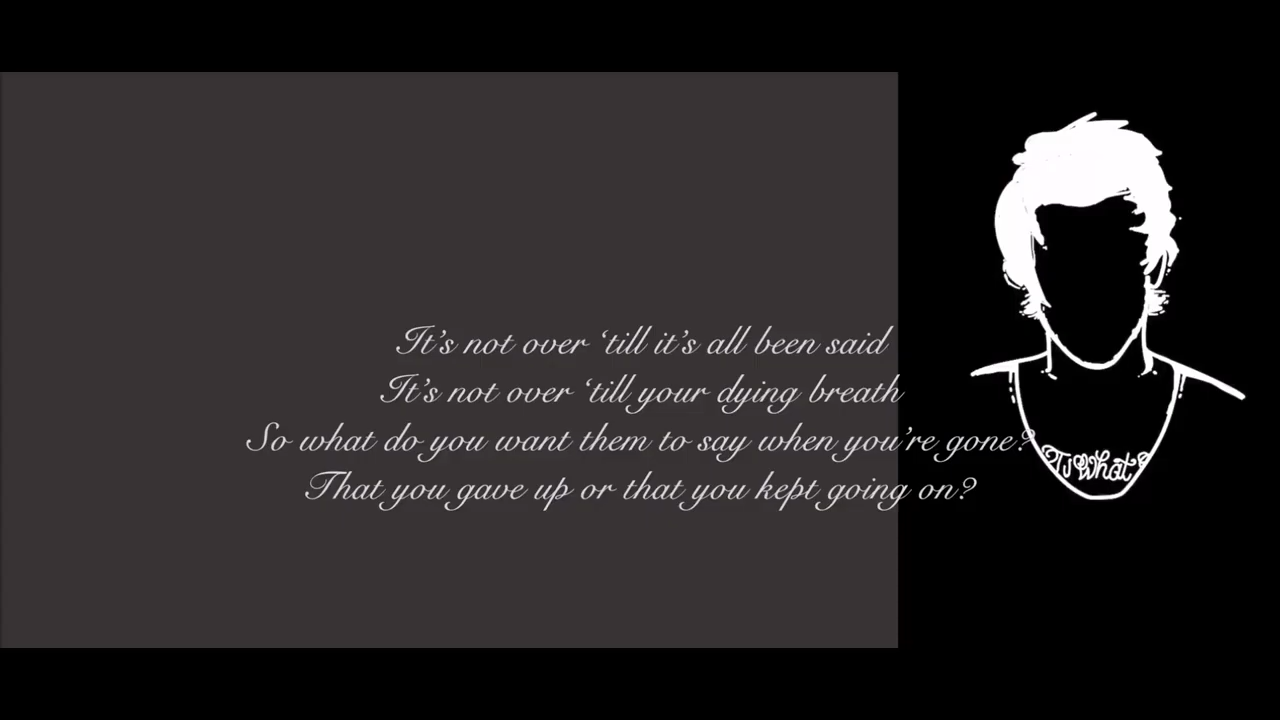 It's not over ‘till it's all been said
It's not over ‘till your dying breath
So what do you want them to say when you're gone?
That you gave up or that you kept going on?
What